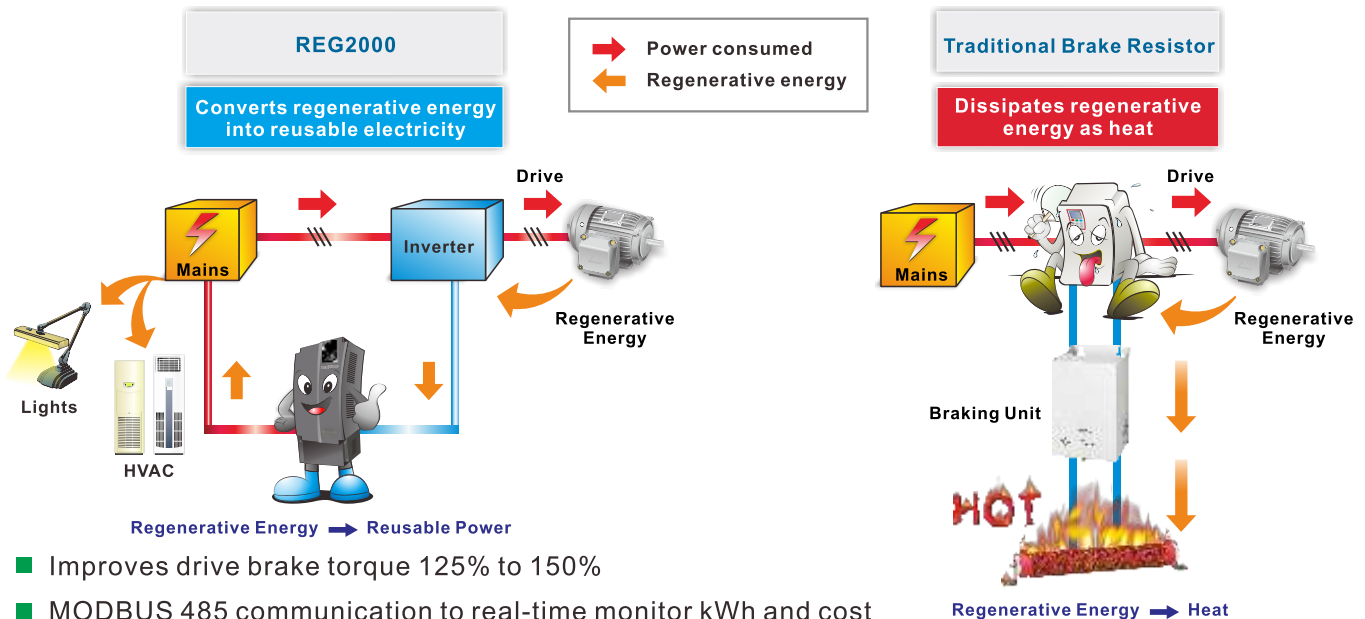 REG2000
Converts regenerative energy
into reusable electricity
Power consumed
Regenerative energy
Traditional Brake Resistor
Dissipates regenerative
energy as heat
Drive
Mains
Inverter
Regenerative
Energy
Lights
HVAC
Regenerative Energy → Reusable Power
Drive
Mains
Regenerative
Energy
Braking Unit
HOT
Regenerative Energy → Heat
Improves drive brake torque 125% to 150%
MODBUS 485 communication to real-time monitor kWh and cost